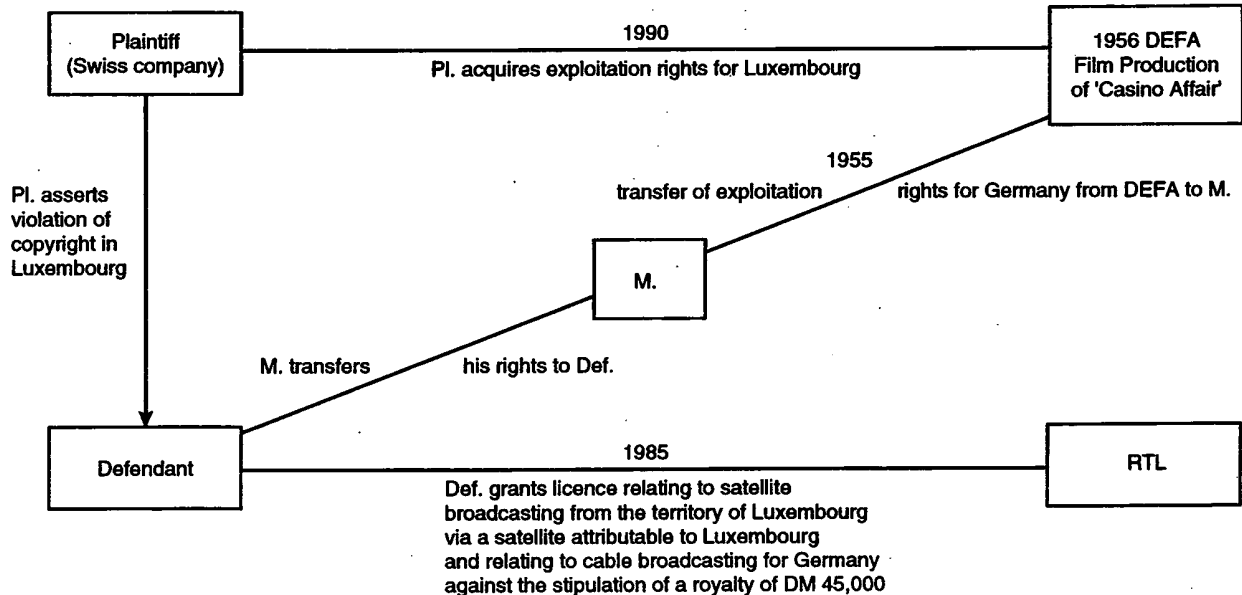 Plaintiff
(Swiss company)
1990
Pl. acquires exploitation rights for Luxembourg
1956 DEFA
Film Production
of 'Casino Affair'
Pl. asserts
violation of
copyright in
Luxembourg
1955
transfer of exploitation rights for Germany from DEFA to M.
M.
M. transfers his rights to Def.
Defendant
1985
Def. grants licence relating to satellite
broadcasting from the territory of Luxembourg
via a satellite attributable to Luxembourg
and relating to cable broadcasting for Germany
against the stipulation of a royalty of DM 45,000
RTL